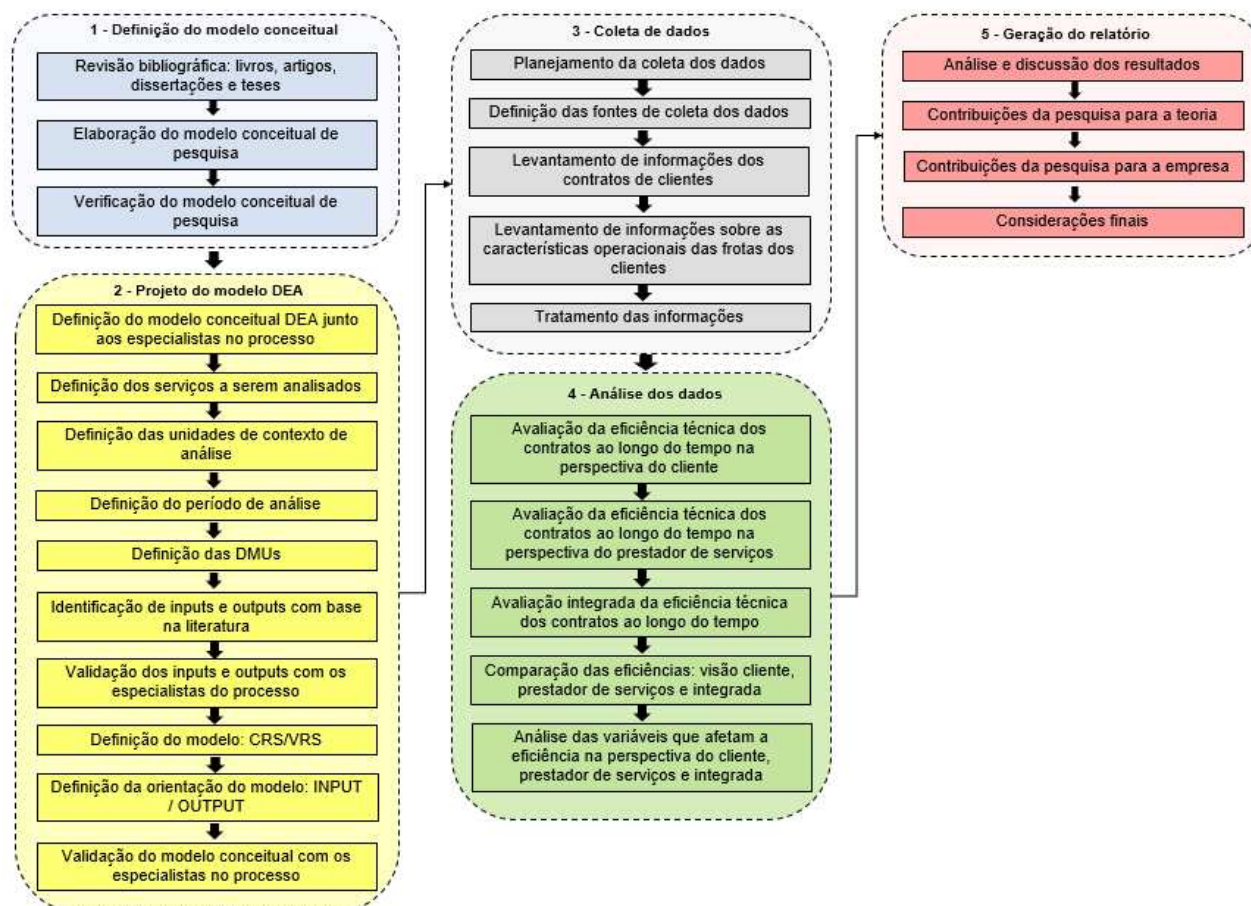 1 - Definição do modelo conceitual
Revisão bibliográfica: livros, artigos,
dissertações e teses
Elaboração do modelo conceitual de
pesquisa
Verificação do modelo conceitual de
pesquisa
2 - Projeto do modelo DEA
Definição do modelo conceitual DEA junto
aos especialistas no processo
Definição dos serviços a serem analisados
Definição das unidades de contexto de
análise
Definição do período de análise
Definição das DMUs
Identificação de inputs e outputs com base
na literatura
Validação dos inputs e outputs com os
especialistas do processo
Definição do modelo: CRS/VRS
Definição da orientação do modelo: INPUT
/ OUTPUT
Validação do modelo conceitual com os
especialistas no processo
3 - Coleta de dados
Planejamento da coleta dos dados
Definição das fontes de coleta dos dados
Levantamento de informações dos
contratos de clientes
Levantamento de informações sobre as
características operacionais das frotas dos
clientes
Tratamento das informações
4 - Análise dos dados
Avaliação da eficiência técnica dos
contratos ao longo do tempo na
perspectiva do cliente
Avaliação da eficiência técnica dos
contratos ao longo do tempo na
perspectiva do prestador de serviços
Avaliação integrada da eficiência técnica
dos contratos ao longo do tempo
Comparação das eficiências: visão cliente,
prestador de serviços e integrada
Análise das variáveis que afetam a
eficiência na perspectiva do cliente,
prestador de serviços e integrada
5 - Geração do relatório
Análise e discussão dos resultados
Contribuições da pesquisa para a teoria
Contribuições da pesquisa para a empresa
Considerações finais